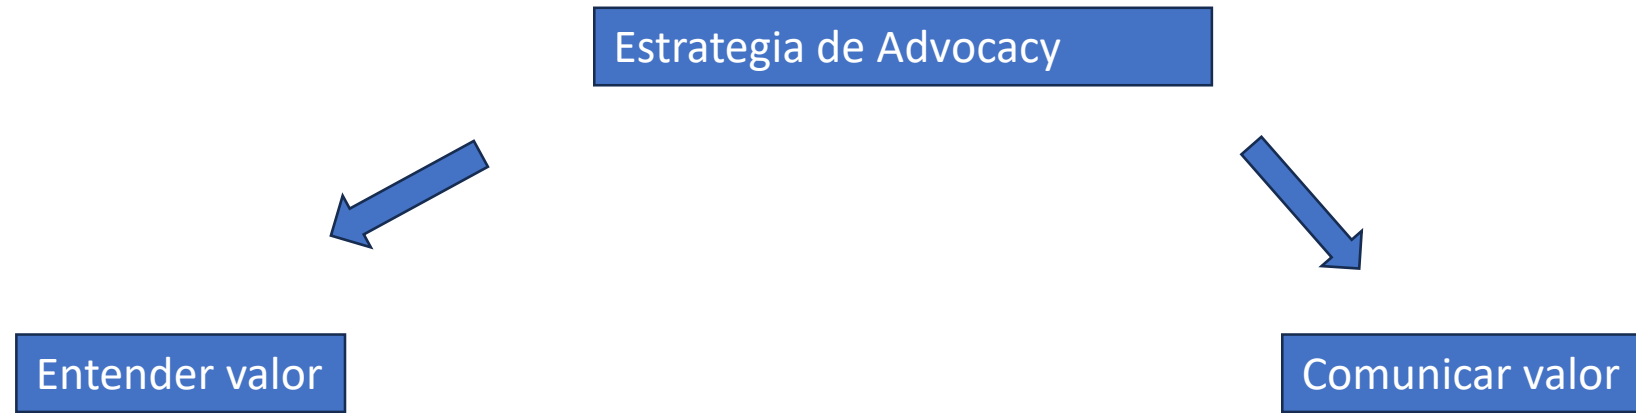 Estrategia de Advocacy
Entender valor
Comunicar valor